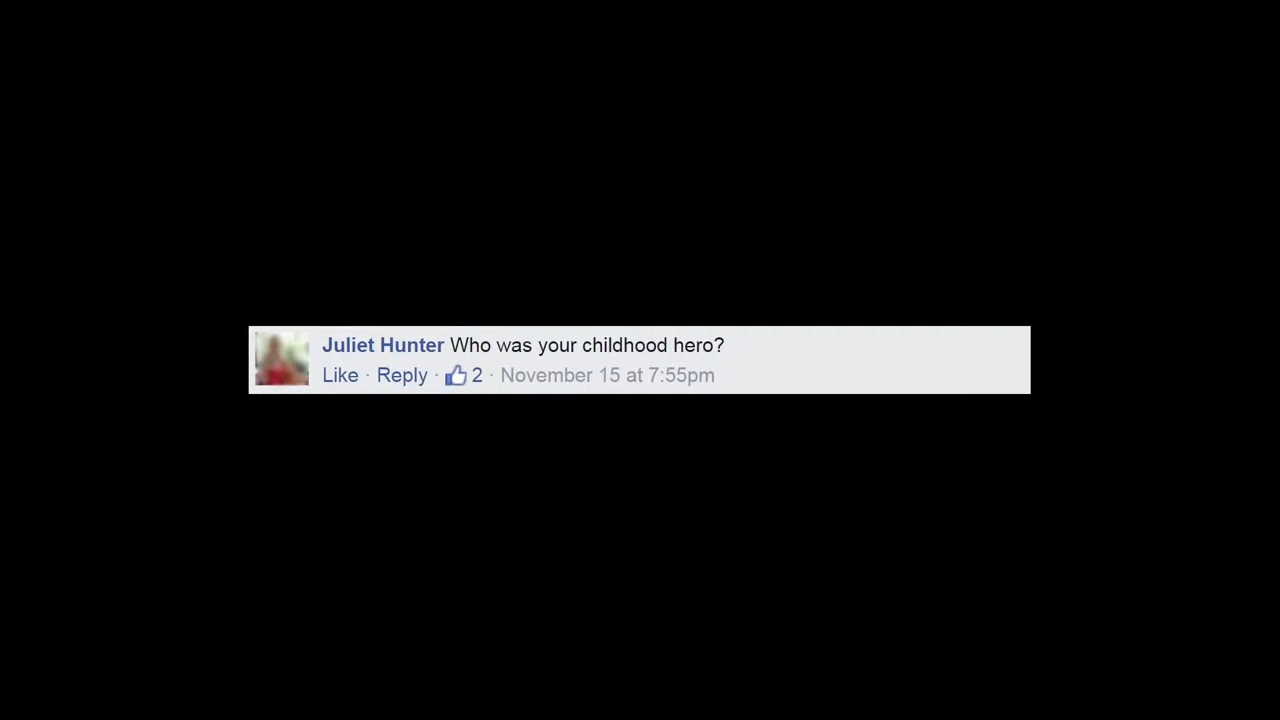 Juliet Hunter Who was your childhood hero?
Like · Reply · 2 · November 15 at 7:55pm